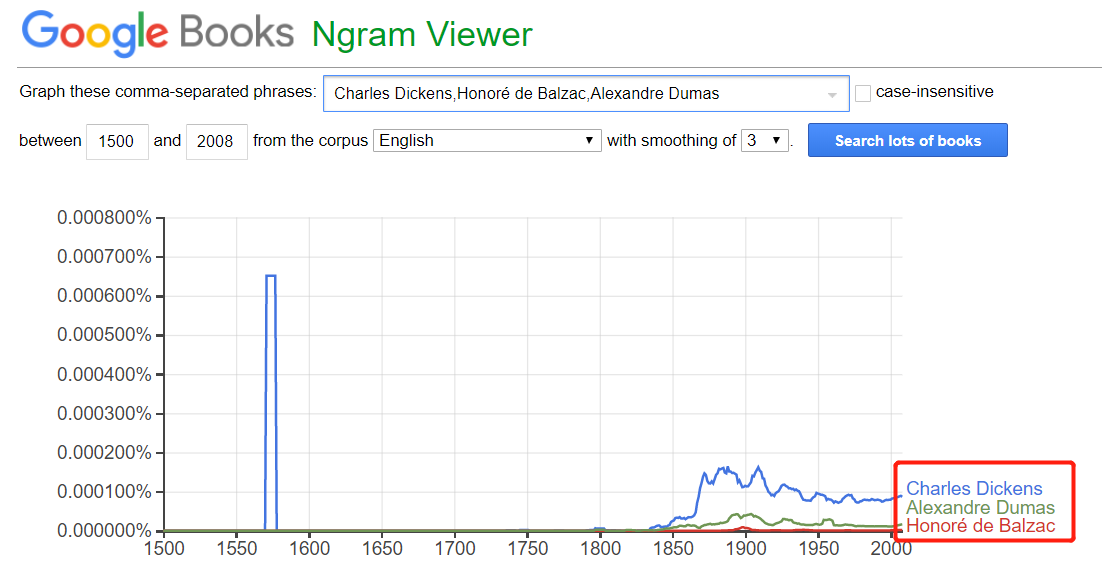 Google Books Ngram Viewer
Graph these comma-separated phrases: Charles Dickens,Honoré de Balzac,Alexandre Dumas case-insensitive
between 1500 and 2008 from the corpus English with smoothing of 3 . Search lots of books
0.000800%
0.000700%
0.000600%
0.000500%
0.000400%
0.000300%
0.000200%
0.000100%
0.000000%
Charles Dickens
Alexandre Dumas
Honoré de Balzac
1500 1550 1600 1650 1700 1750 1800 1850 1900 1950 2000